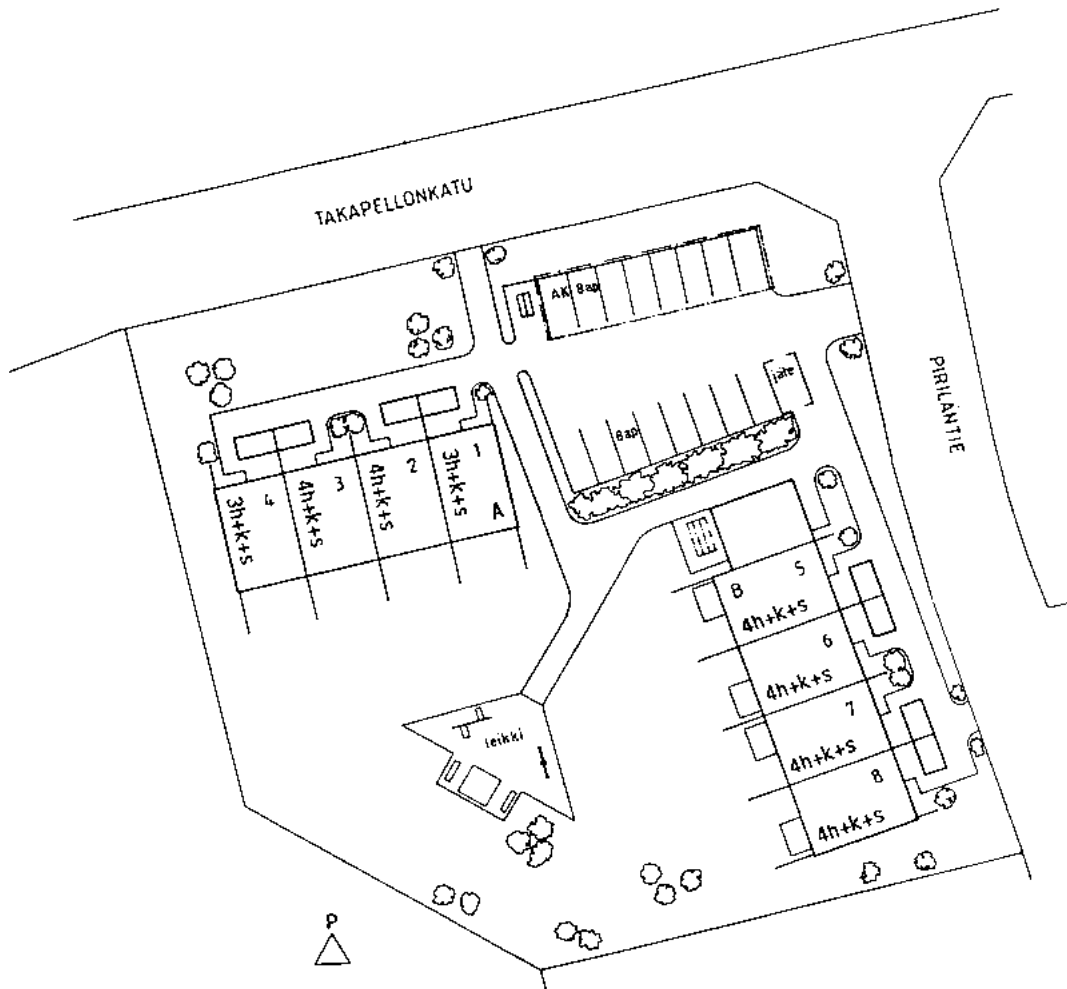 TAKAPELLONKATU
PIRILÄNTIE
AK 8ap
jäte
8ap
1
3h+k+s
2
4h+k+s
3
4h+k+s
4
3h+k+s
A
B
5
4h+k+s
6
4h+k+s
7
4h+k+s
8
4h+k+s
leikki
P